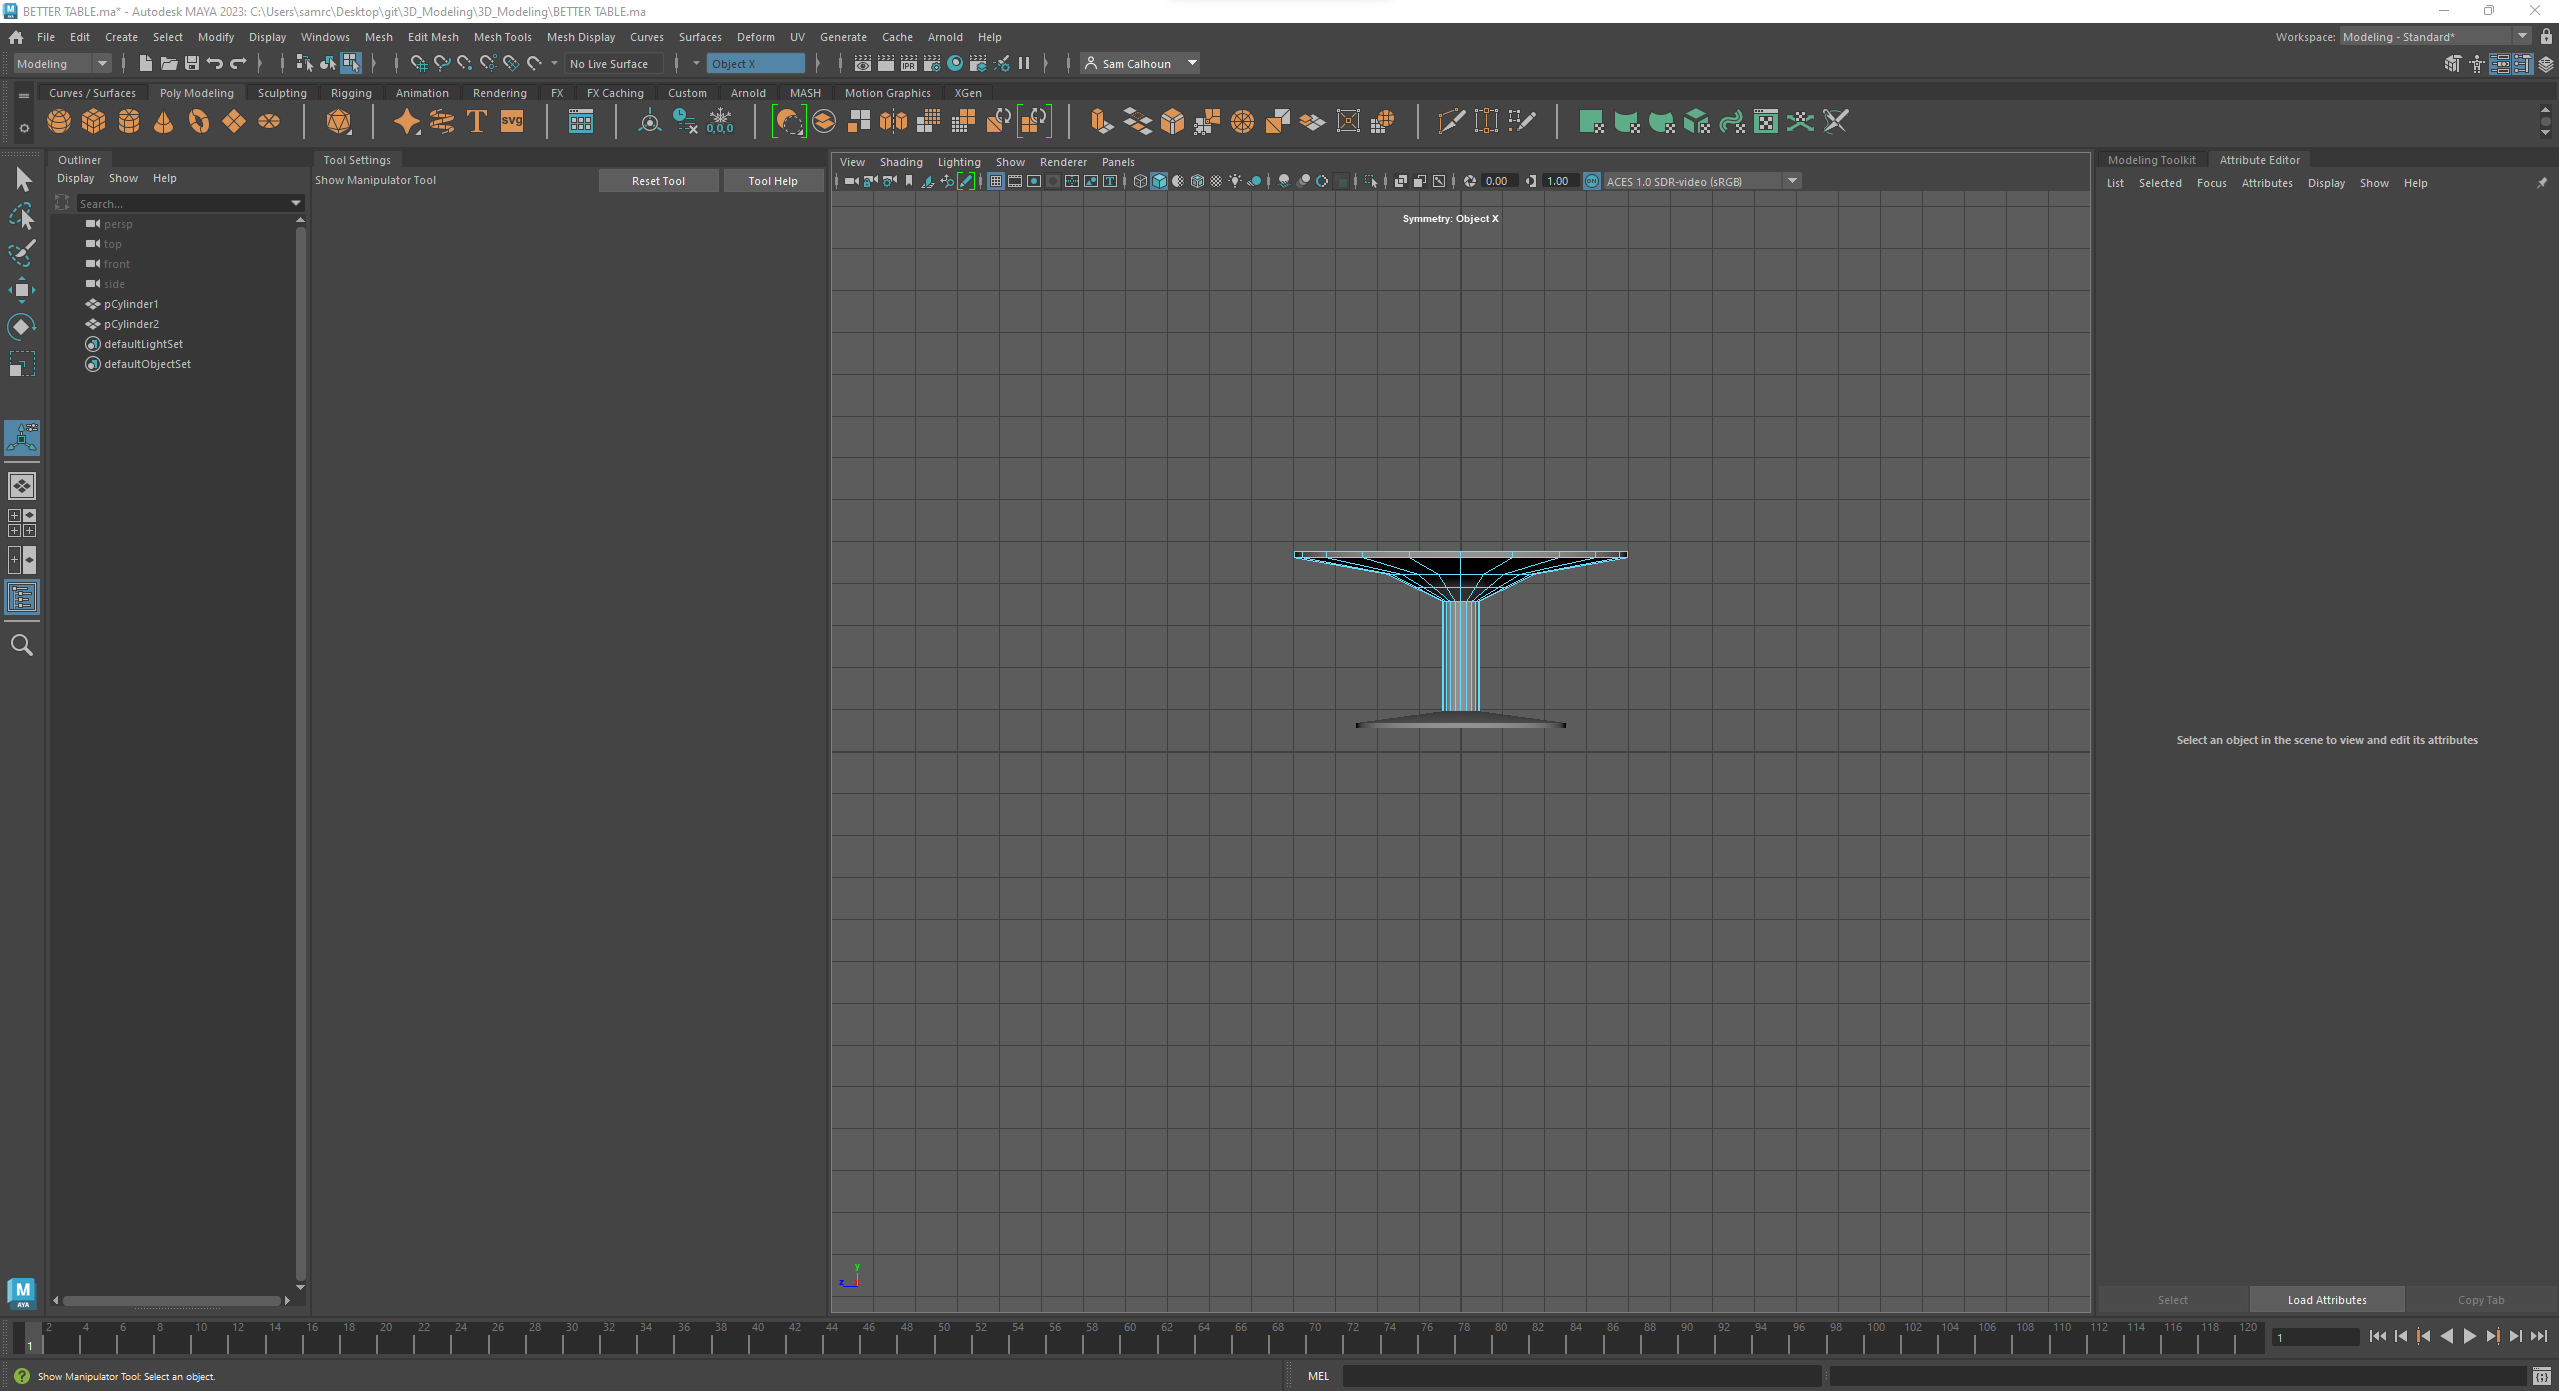 BETTER TABLE.ma* - Autodesk MAYA 2023: C:\Users\samrc\Desktop\git\3D_Modeling\3D_Modeling\BETTER TABLE.ma
File Edit Create Select Modify Display Windows Mesh Edit Mesh Mesh Tools Mesh Display Curves Surfaces Deform UV Generate Cache Arnold Help
Workspace: Modeling - Standard*
Modeling
No Live Surface
Object X
IPR
Sam Calhoun
Curves / Surfaces Poly Modeling Sculpting Rigging Animation Rendering FX FX Caching Custom Arnold MASH Motion Graphics XGen
T
svg
0,0,0
Outliner
Display Show Help
Search...
persp
top
front
side
pCylinder1
pCylinder2
defaultLightSet
defaultObjectSet
Tool Settings
Show Manipulator Tool
Reset Tool
Tool Help
View Shading Lighting Show Renderer Panels
0.00
1.00
ON
ACES 1.0 SDR-video (sRGB)
Symmetry: Object X
y
z
Modeling Toolkit Attribute Editor
List Selected Focus Attributes Display Show Help
Select an object in the scene to view and edit its attributes
Select
Load Attributes
Copy Tab
M
AYA
2 4 6 8 10 12 14 16 18 20 22 24 26 28 30 32 34 36 38 40 42 44 46 48 50 52 54 56 58 60 62 64 66 68 70 72 74 76 78 80 82 84 86 88 90 92 94 96 98 100 102 104 106 108 110 112 114 116 118 120
1
1
Show Manipulator Tool: Select an object.
MEL